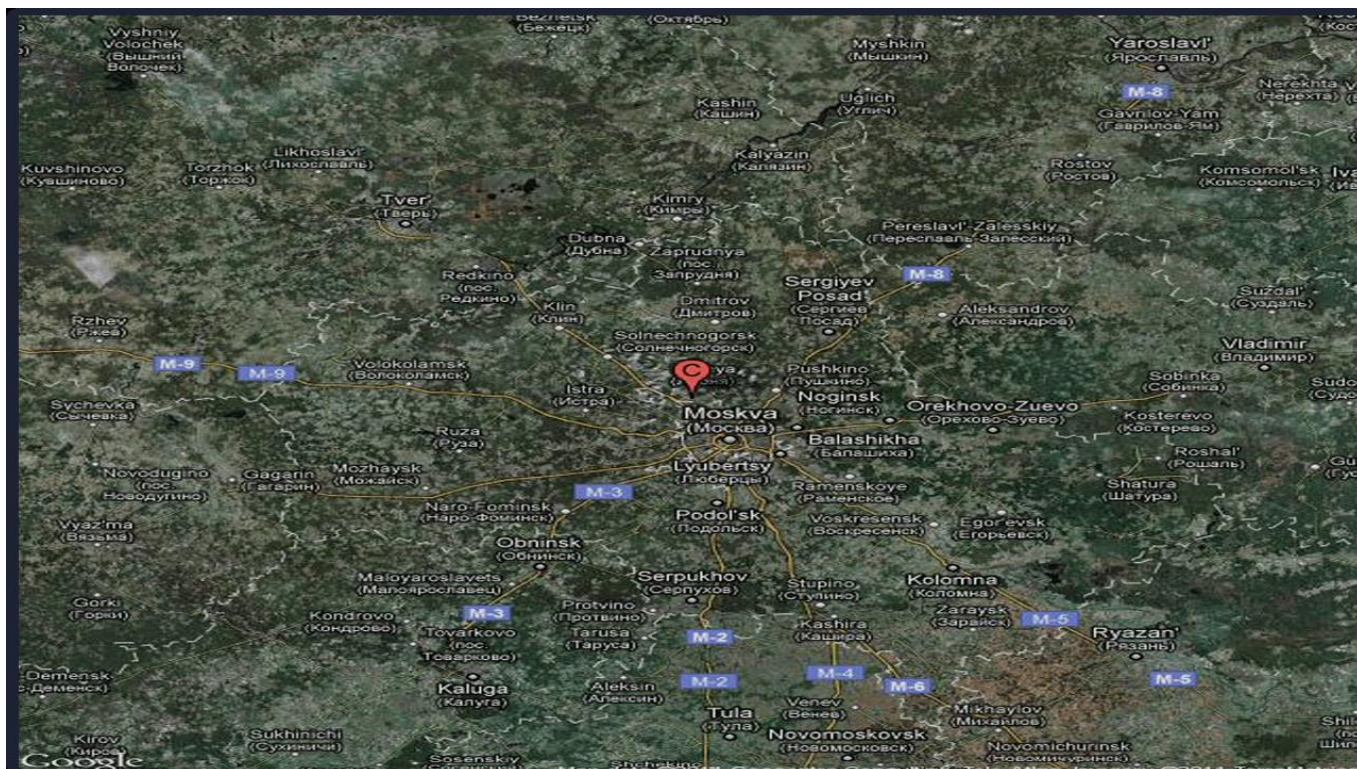 Bezhetsk
(Бежецк)
(Октябрь)
Vyshniy
Volochek
(Вышний
Волочек)
Myshkin
(Мышкин)
Yaroslavl'
(Ярославль)
M-8
Nerekhta
(Нерехта)
Kashin
(Кашин)
Uglich
(Углич)
Gavrilov-Yam
(Гаврилов-Ям)
Kuvshinovo
(Кувшиново)
Torzhok
(Торжок)
Likhoslavl'
(Лихославль)
Kalyazin
(Калязин)
Rostov
(Ростов)
Komsomol'sk
(Комсомольск)
Tver'
(Тверь)
Kimry
(Кимры)
Dubna
(Дубна)
Zaprudnya
(пос.
Запрудня)
Pereslavl'-Zalesskiy
(Переславль-Залесский)
M-8
Redkino
(пос.
Редкино)
Klin
(Клин)
Dmitrov
(Дмитров)
Sergiyev
Posad
(Сергиев
Посад)
Aleksandrov
(Александров)
Suzdal'
(Суздаль)
Rzhev
(Ржев)
Solnechnogorsk
(Солнечногорск)
Vladimir
(Владимир)
M-9
M-9
Volokolamsk
(Волоколамск)
C
Pushkino
(Пушкино)
Sobinka
(Собинка)
Istra
(Истра)
Noginsk
(Ногинск)
Sychevka
(Сычевка)
Moskva
(Москва)
Orekhovo-Zuevo
(Орехово-Зуево)
Kosterevo
(Костерево)
Ruza
(Руза)
Balashikha
(Балашиха)
Novodugino
(пос.
Новодугино)
Gagarin
(Гагарин)
Mozhaysk
(Можайск)
Lyubertsy
(Люберцы)
Roshal'
(Рошаль)
M-3
Ramenskoye
(Раменское)
Shatura
(Шатура)
Naro-Fominsk
(Наро-Фоминск)
Podol'sk
(Подольск)
Voskresensk
(Воскресенск)
Egor'evsk
(Егорьевск)
Vyaz'ma
(Вязьма)
Obninsk
(Обнинск)
Maloyaroslavets
(Малоярославец)
Serpukhov
(Серпухов)
Stupino
(Ступино)
Kolomna
(Коломна)
Gorki
(Горки)
Kondrovo
(Кондрово)
M-3
Protvino
(Протвино)
Zaraysk
(Зарайск)
M-5
Tovarkovo
(пос.
Товарково)
Tarusa
(Таруса)
M-2
Kashira
(Кашира)
Ryazan'
(Рязань)
-Demensk
с-Деменск)
Kaluga
(Калуга)
Aleksin
(Алексин)
M-2
M-4
M-6
M-5
Venev
(Венев)
Mikhaylov
(Михайлов)
Tula
(Тула)
Kirov
(Киров)
Sukhinichi
(Сухиничи)
Novomoskovsk
(Новомосковск)
Novomichurinsk
(Новомичуринск)
Sosenskiy
Shchekino
Google